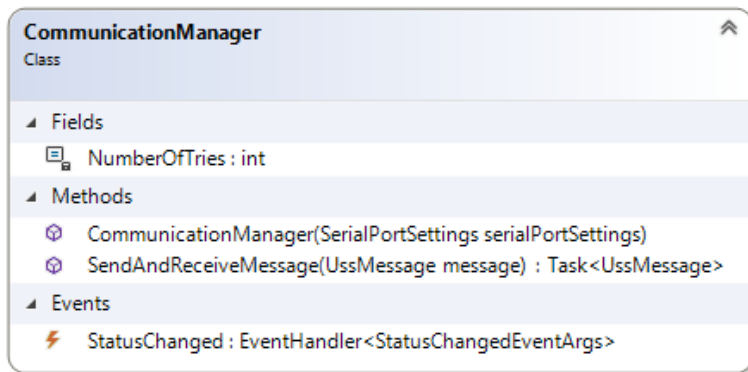 CommunicationManager
Class
Fields
NumberOfTries : int
Methods
CommunicationManager(SerialPortSettings serialPortSettings)
SendAndReceiveMessage(UssMessage message) : Task<UssMessage>
Events
StatusChanged : EventHandler<StatusChangedEventArgs>